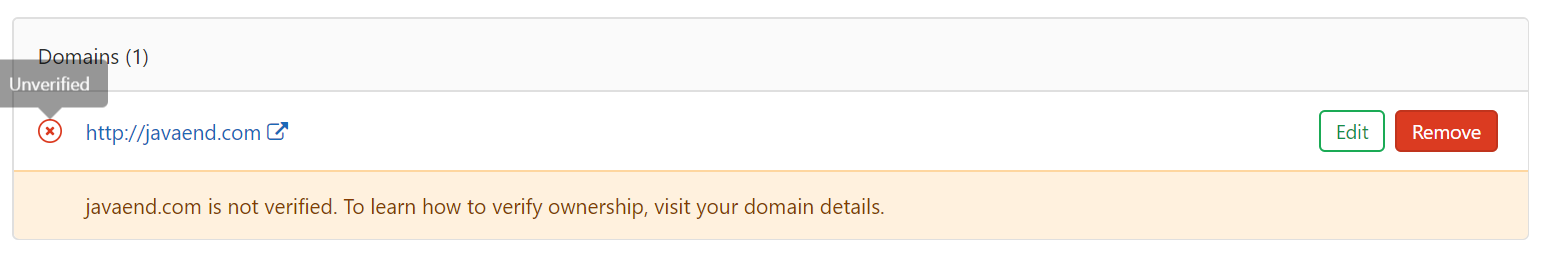 Domains (1)
Unverified
http://javaend.com
Edit
Remove
javaend.com is not verified. To learn how to verify ownership, visit your domain details.